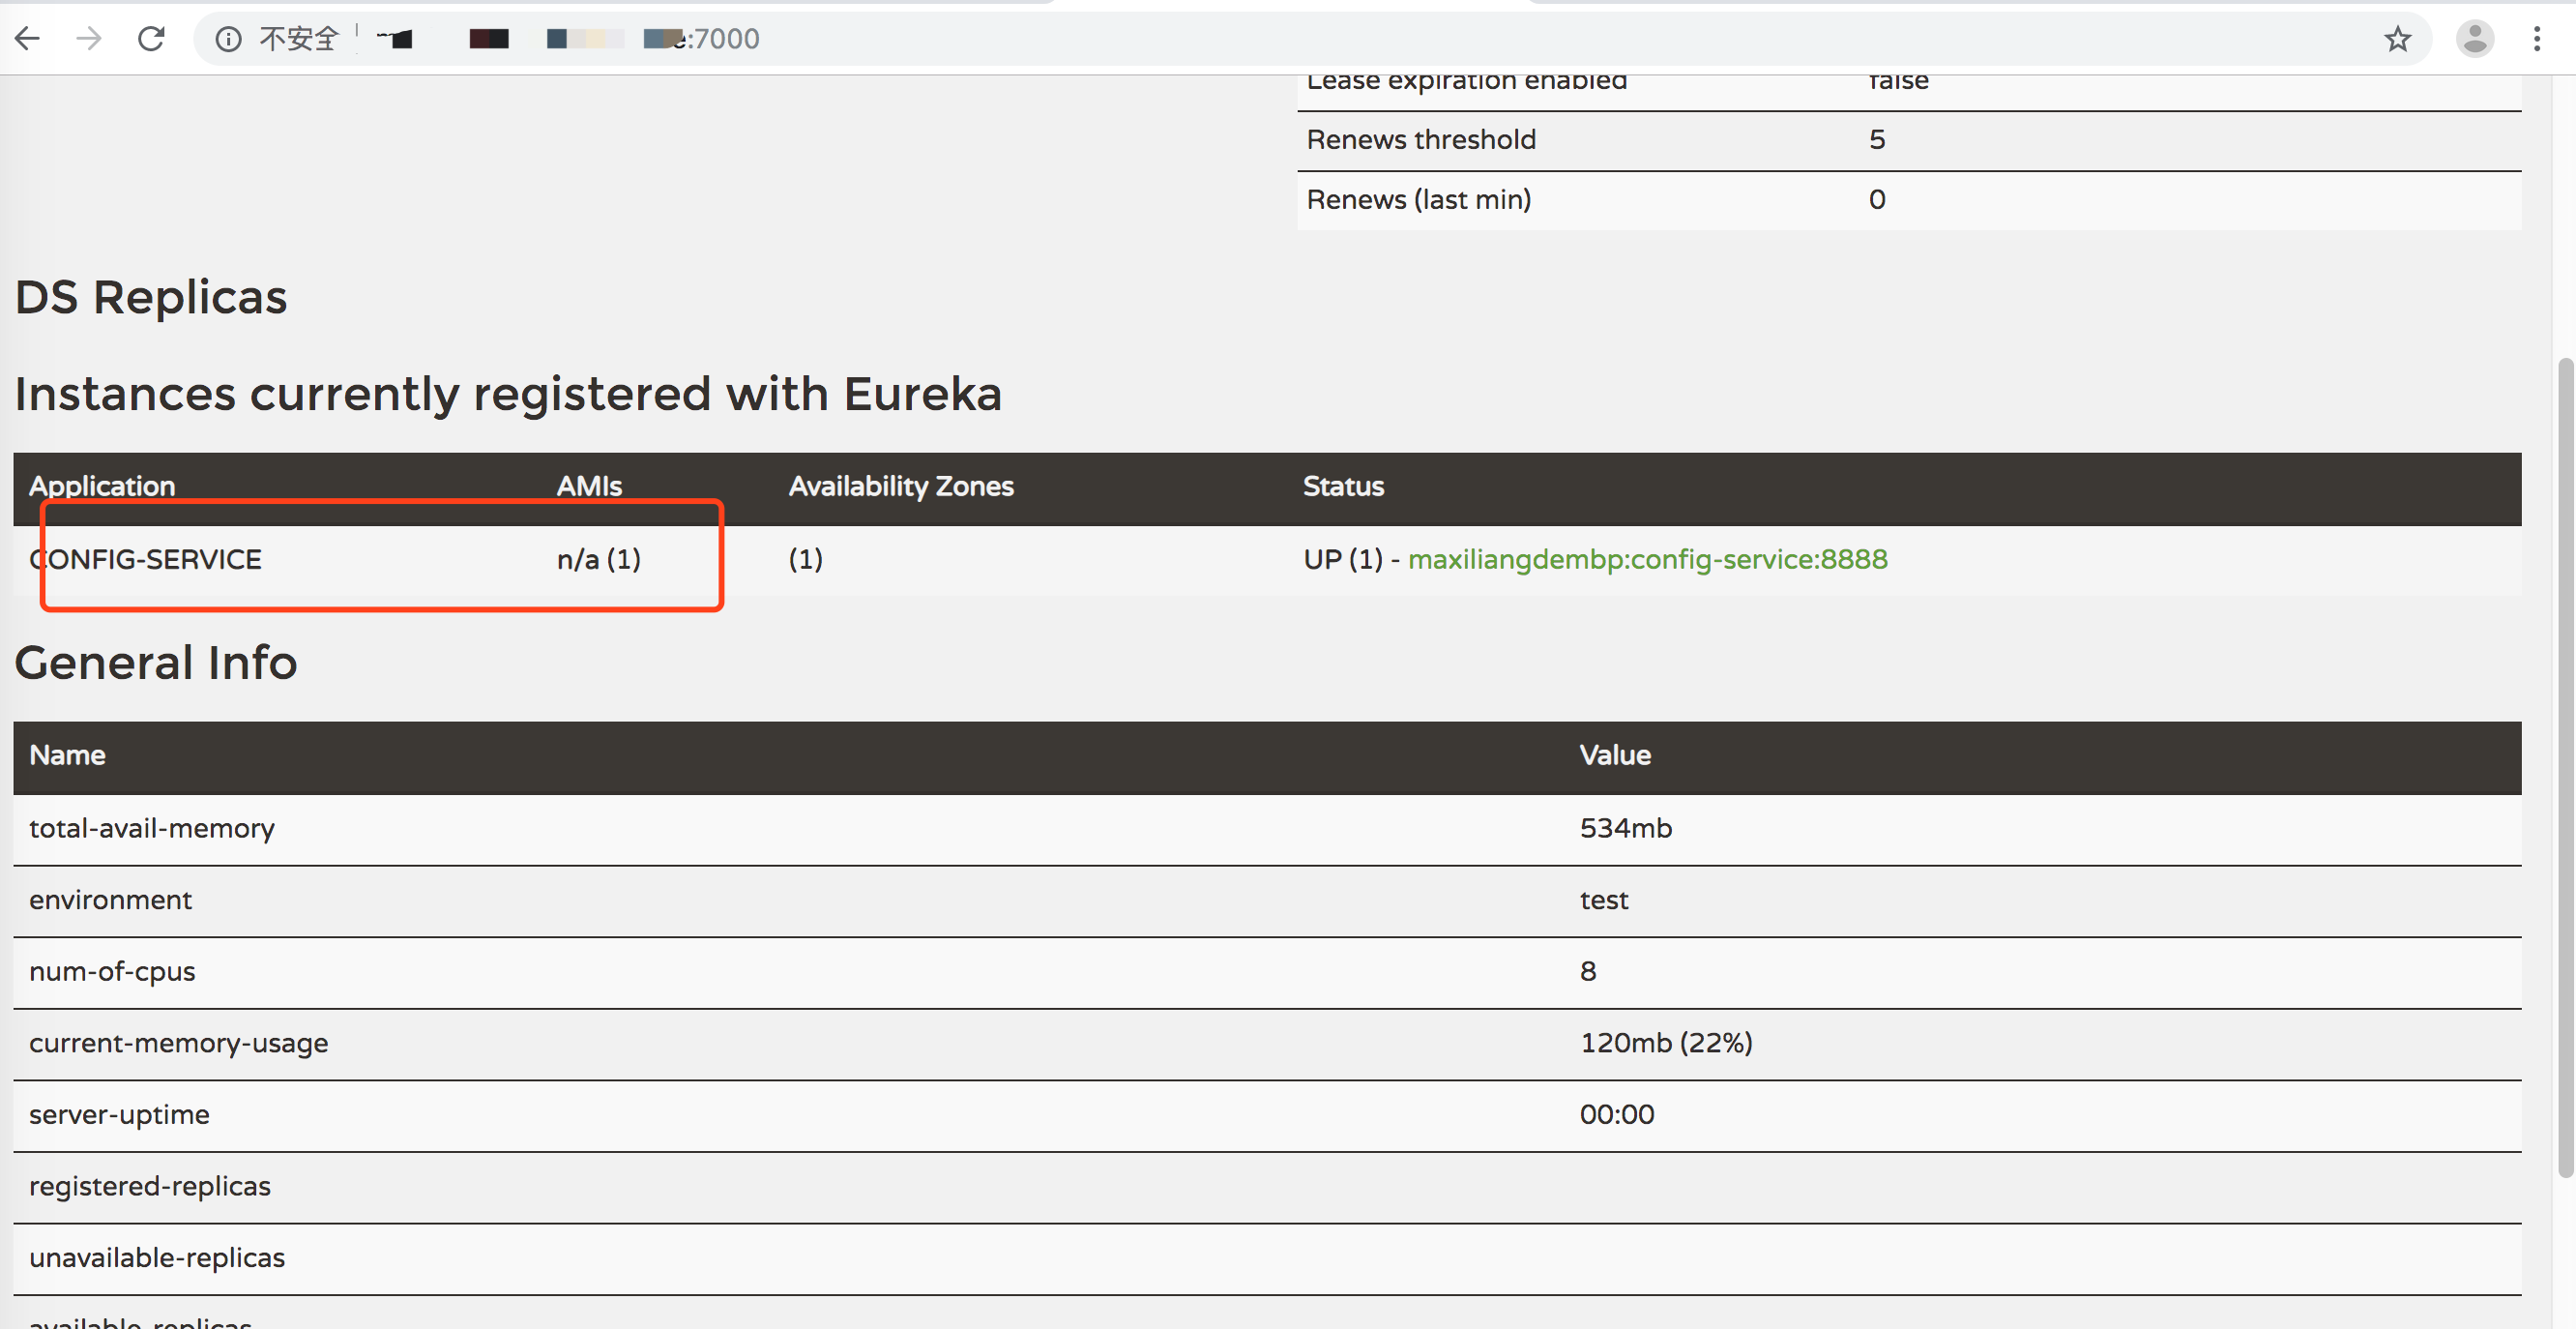 不安全 :7000
Lease expiration enabled false
Renews threshold 5
Renews (last min) 0
DS Replicas
Instances currently registered with Eureka
Application AMIs Availability Zones Status
CONFIG-SERVICE n/a (1) (1) UP (1) - maxiliangdembp:config-service:8888
General Info
Name Value
total-avail-memory 534mb
environment test
num-of-cpus 8
current-memory-usage 120mb (22%)
server-uptime 00:00
registered-replicas
unavailable-replicas
available-replicas